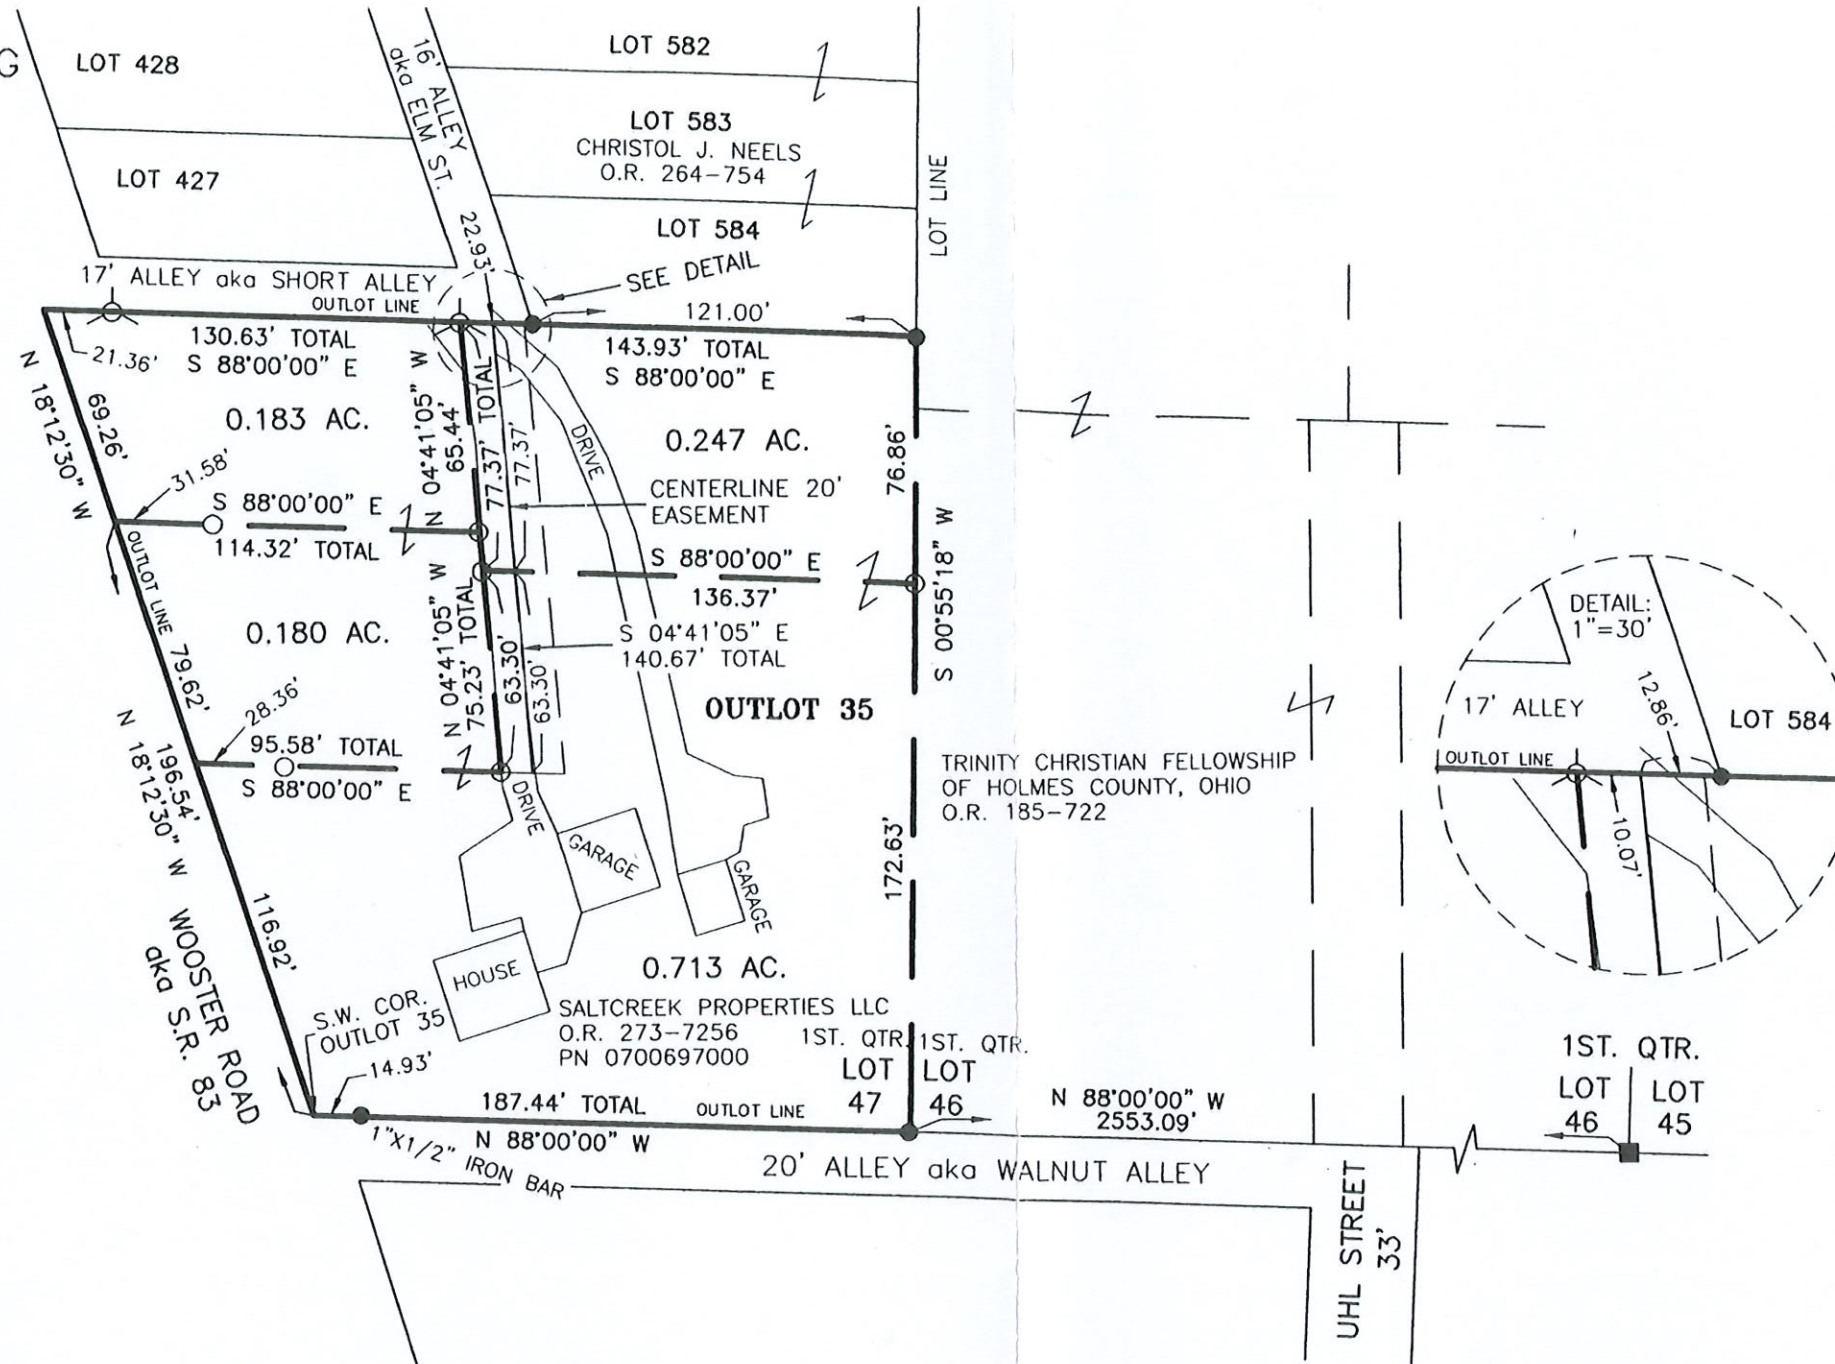 G
LOT 428
LOT 427
16' ALLEY
aka ELM ST.
LOT 582
LOT 583
CHRISTOL J. NEELS
O.R. 264-754
LOT 584
LOT LINE
22.93'
SEE DETAIL
17' ALLEY aka SHORT ALLEY
OUTLOT LINE
121.00'
130.63' TOTAL
S 88°00'00" E
21.36'
143.93' TOTAL
S 88°00'00" E
N 18°12'30" W
69.26'
0.183 AC.
N 04°41'05" W
65.44'
77.37' TOTAL
77.37'
DRIVE
0.247 AC.
76.86'
31.58'
S 88°00'00" E
114.32' TOTAL
CENTERLINE 20'
EASEMENT
S 88°00'00" E
136.37'
S 00°55'18" W
OUTLOT LINE
79.62'
0.180 AC.
N 04°41'05" W
75.23' TOTAL
63.30'
63.30'
S 04°41'05" E
140.67' TOTAL
OUTLOT 35
28.36'
95.58' TOTAL
S 88°00'00" E
196.54'
N 18°12'30" W
DRIVE
GARAGE
GARAGE
172.63'
TRINITY CHRISTIAN FELLOWSHIP
OF HOLMES COUNTY, OHIO
O.R. 185-722
116.92'
WOOSTER ROAD
aka S.R. 83
HOUSE
0.713 AC.
S.W. COR.
OUTLOT 35
SALTCREEK PROPERTIES LLC
O.R. 273-7256
PN 0700697000
1ST. QTR.
LOT
47
1ST. QTR.
LOT
46
14.93'
187.44' TOTAL
OUTLOT LINE
N 88°00'00" W
1"X1/2" IRON BAR
N 88°00'00" W
2553.09'
20' ALLEY aka WALNUT ALLEY
UHL STREET
33'
DETAIL:
1"=30'
12.86'
17' ALLEY
LOT 584
OUTLOT LINE
10.07'
1ST. QTR.
LOT
46
LOT
45